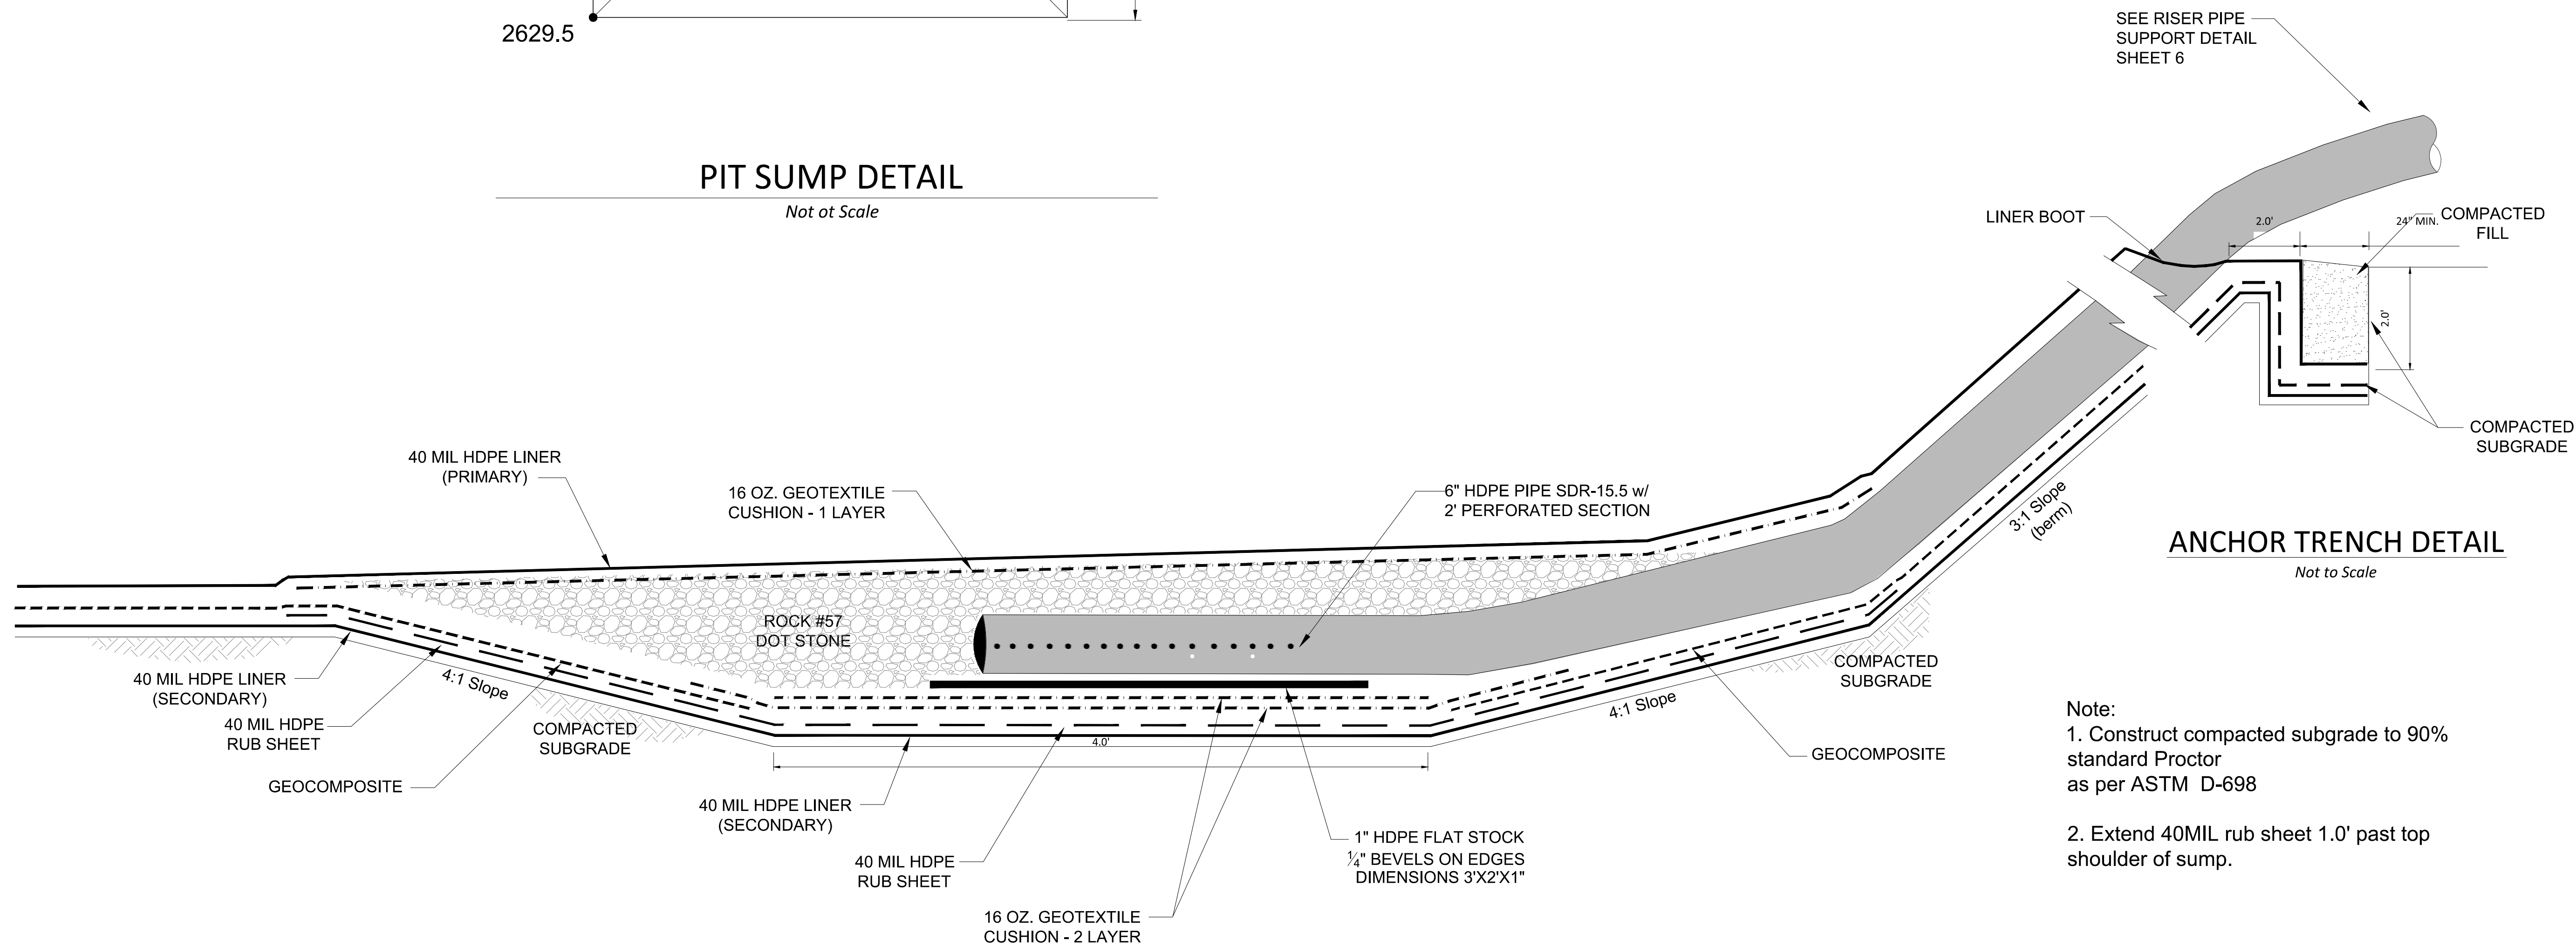 2629.5
SEE RISER PIPE
SUPPORT DETAIL
SHEET 6
PIT SUMP DETAIL
Not ot Scale
LINER BOOT
2.0'
24" MIN.
COMPACTED
FILL
2.0'
COMPACTED
SUBGRADE
40 MIL HDPE LINER
(PRIMARY)
16 OZ. GEOTEXTILE
CUSHION - 1 LAYER
6" HDPE PIPE SDR-15.5 w/
2' PERFORATED SECTION
3:1 Slope
(berm)
ANCHOR TRENCH DETAIL
Not to Scale
ROCK #57
DOT STONE
40 MIL HDPE LINER
(SECONDARY)
4:1 Slope
40 MIL HDPE
RUB SHEET
COMPACTED
SUBGRADE
GEOCOMPOSITE
4.0'
COMPACTED
SUBGRADE
4:1 Slope
GEOCOMPOSITE
40 MIL HDPE LINER
(SECONDARY)
40 MIL HDPE
RUB SHEET
1" HDPE FLAT STOCK
1/4" BEVELS ON EDGES
DIMENSIONS 3'X2'X1"
16 OZ. GEOTEXTILE
CUSHION - 2 LAYER
Note:
1. Construct compacted subgrade to 90%
standard Proctor
as per ASTM D-698
2. Extend 40MIL rub sheet 1.0' past top
shoulder of sump.